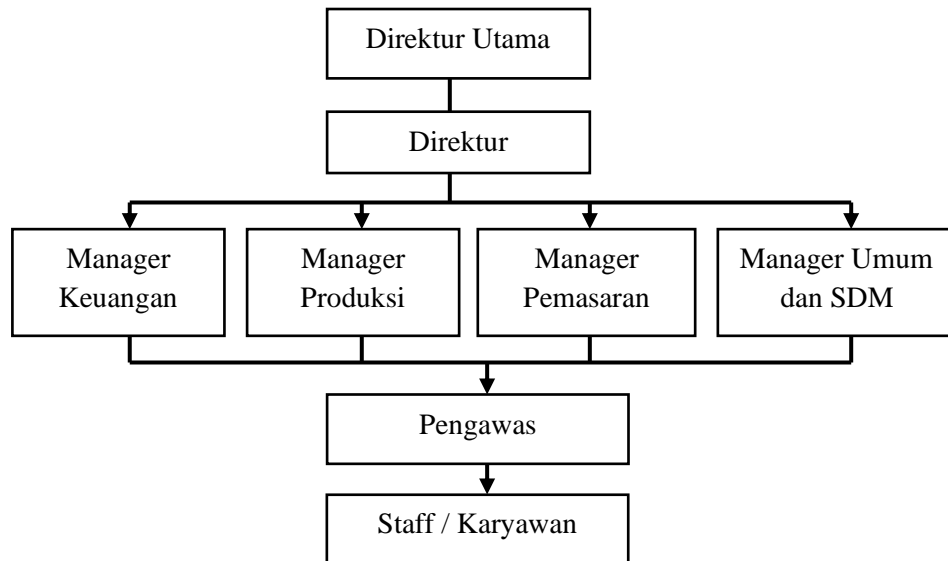 Direktur Utama
Direktur
Manager
Keuangan
Manager
Produksi
Manager
Pemasaran
Manager Umum
dan SDM
Pengawas
Staff / Karyawan